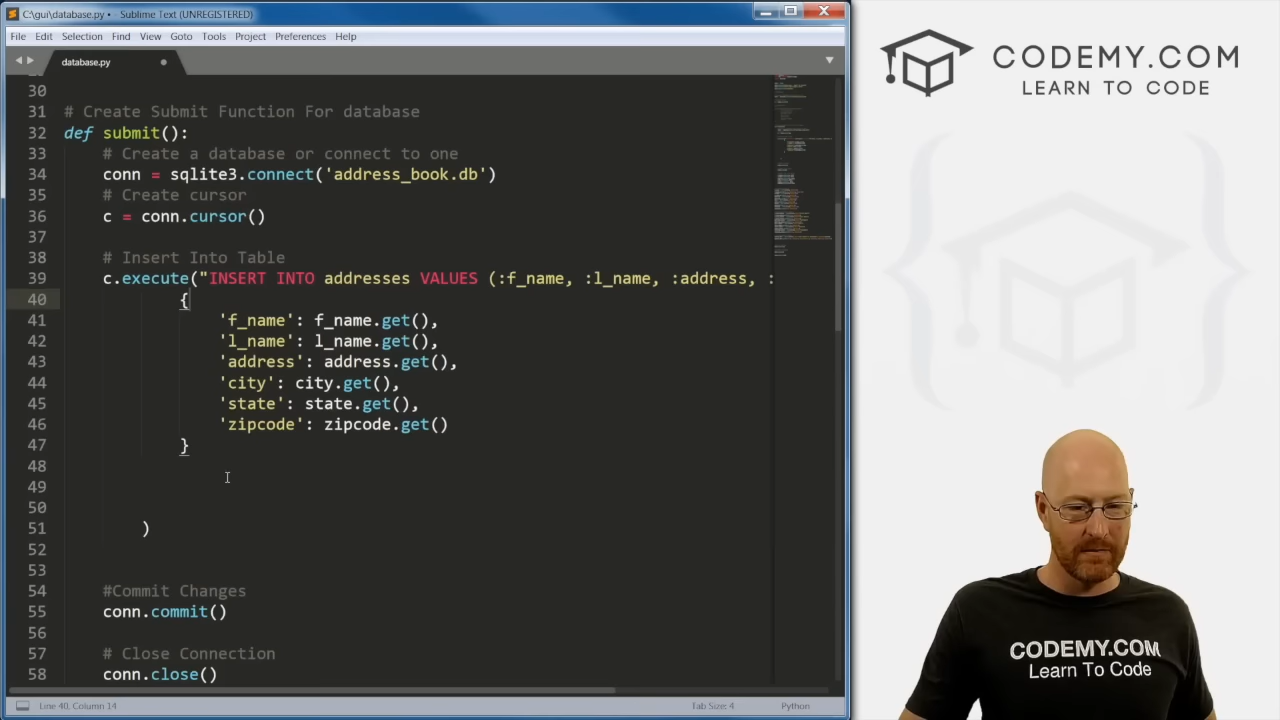 C:\gui\database.py • - Sublime Text (UNREGISTERED)
File Edit Selection Find View Goto Tools Project Preferences Help
database.py
30
31 # Create Submit Function For database
32 def submit():
33 # Create a database or connect to one
34 conn = sqlite3.connect('address_book.db')
35 # Create cursor
36 c = conn.cursor()
37
38 # Insert Into Table
39 c.execute("INSERT INTO addresses VALUES (:f_name, :l_name, :address, :
40 {
41 'f_name': f_name.get(),
42 'l_name': l_name.get(),
43 'address': address.get(),
44 'city': city.get(),
45 'state': state.get(),
46 'zipcode': zipcode.get()
47 }
48
49
50
51 )
52
53
54 #Commit Changes
55 conn.commit()
56
57 # Close Connection
58 conn.close()
Line 40, Column 14 Tab Size: 4 Python
CODEMY.COM
LEARN TO CODE
CODEMY.COM
Learn To Code